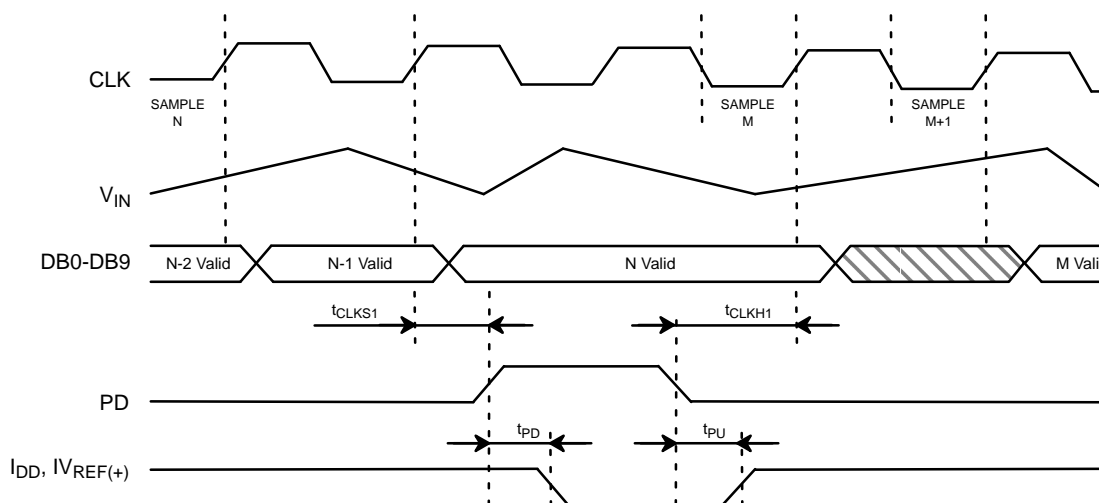 CLK
SAMPLE
N
SAMPLE
M
SAMPLE
M+1
VIN
DB0-DB9
N-2 Valid
N-1 Valid
N Valid
M Vali
tCLKS1
tCLKH1
PD
tPD
tPU
IDD, IVREF(+)